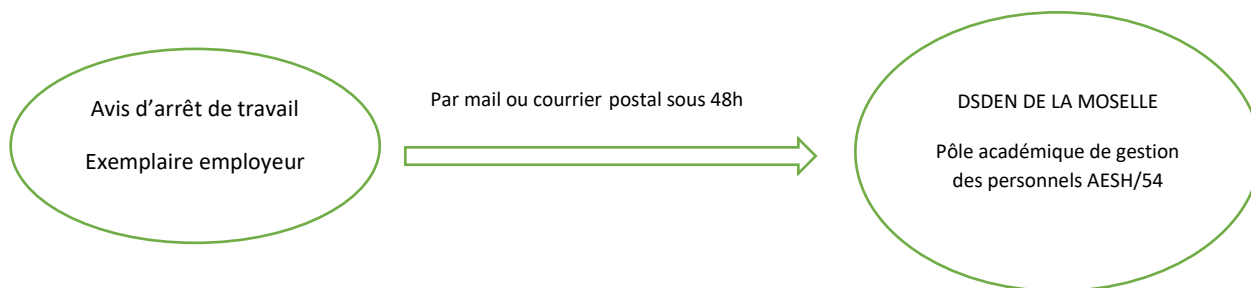 Avis d’arrêt de travail
Exemplaire employeur
Par mail ou courrier postal sous 48h
DSDEN DE LA MOSELLE
Pôle académique de gestion
des personnels AESH/54